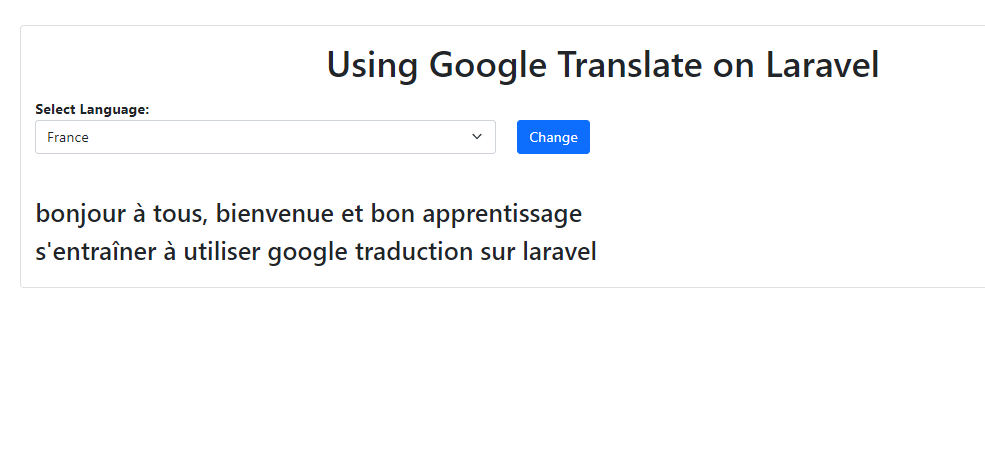 Using Google Translate on Laravel
Select Language:
France
Change
bonjour à tous, bienvenue et bon apprentissage
s'entraîner à utiliser google traduction sur laravel